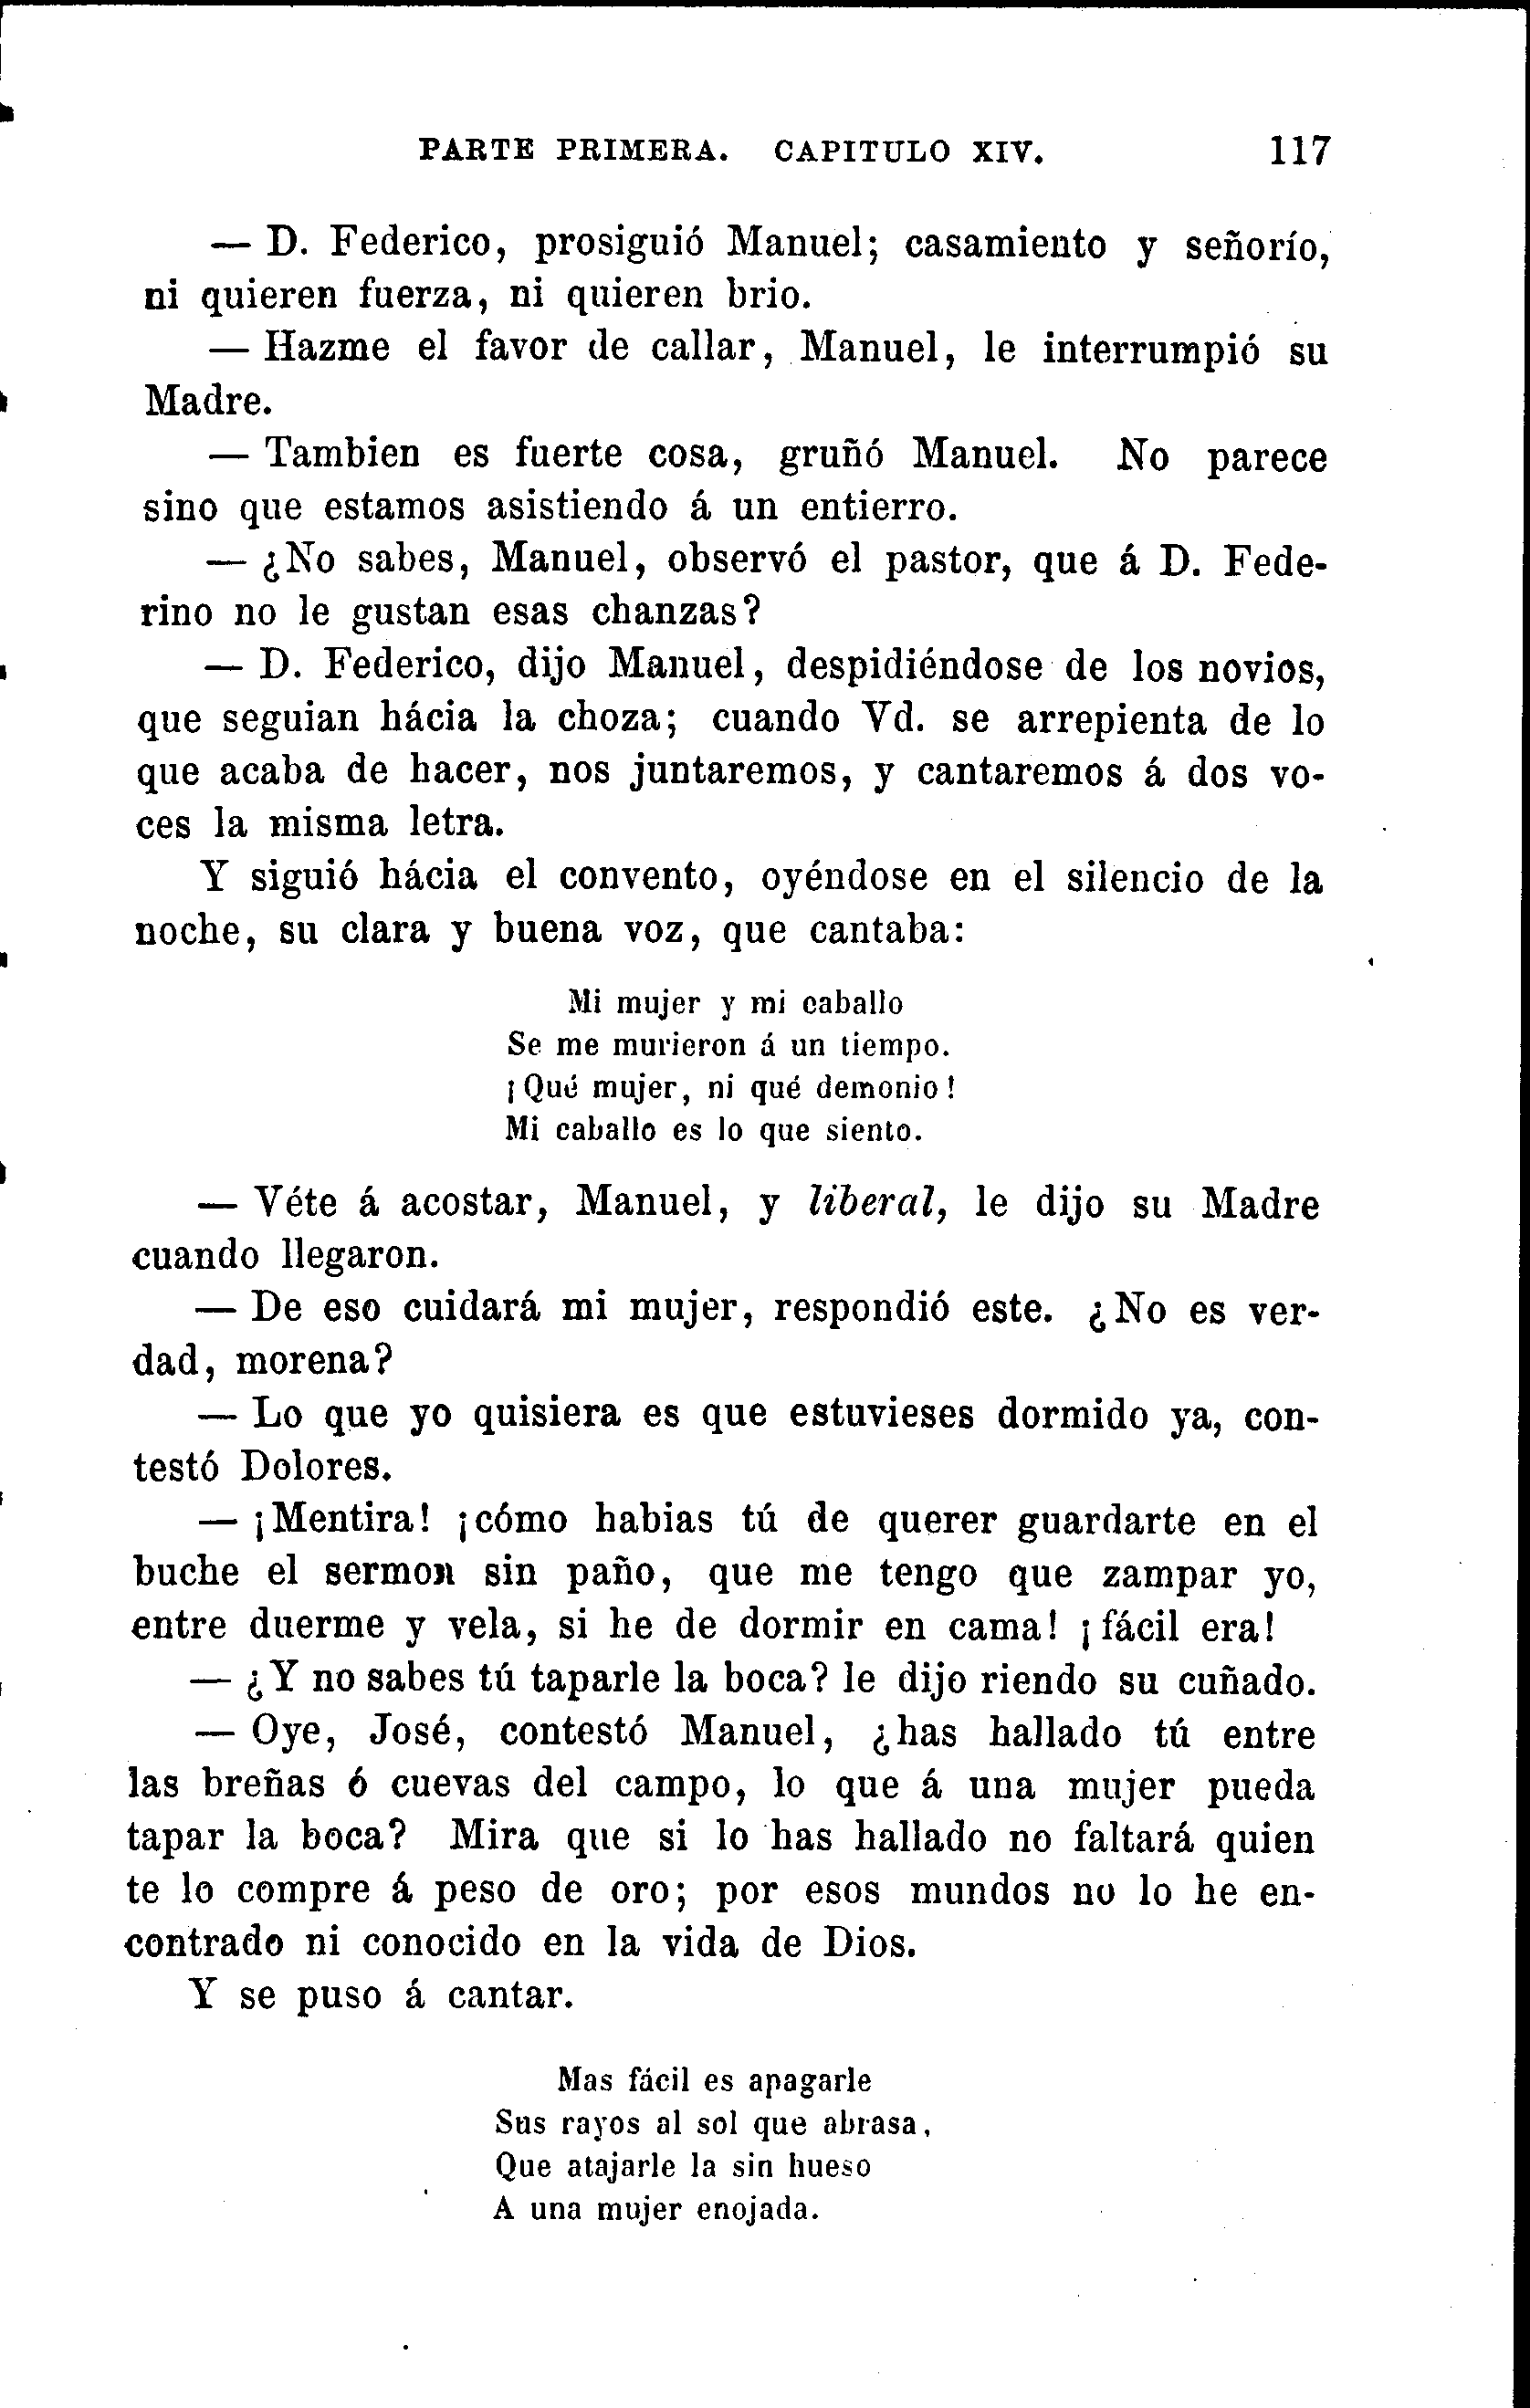 PARTE PRIMERA. CAPITULO XIV. 117
— D. Federico, prosiguió Manuel; casamiento y señorío,
ni quieren fuerza, ni quieren brio.
— Hazme el favor de callar, Manuel, le interrumpió su
Madre.
— Tambien es fuerte cosa, gruñó Manuel. No parece
sino que estamos asistiendo á un entierro.
— ¿No sabes, Manuel, observó el pastor, que á D. Fede-
rino no le gustan esas chanzas?
— D. Federico, dijo Manuel, despidiéndose de los novios,
que seguian hácia la choza; cuando Vd. se arrepienta de lo
que acaba de hacer, nos juntaremos, y cantaremos á dos vo-
ces la misma letra.
Y siguió hácia el convento, oyéndose en el silencio de la
noche, su clara y buena voz, que cantaba:
Mi mujer y mi caballo
Se me murieron á un tiempo.
¡Qué mujer, ni qué demonio!
Mi caballo es lo que siento.
— Véte á acostar, Manuel, y liberal, le dijo su Madre
cuando llegaron.
— De eso cuidará mi mujer, respondió este. ¿No es ver-
dad, morena?
— Lo que yo quisiera es que estuvieses dormido ya, con-
testó Dolores.
— ¡Mentira! ¡cómo habias tú de querer guardarte en el
buche el sermon sin paño, que me tengo que zampar yo,
entre duerme y vela, si he de dormir en cama! ¡fácil era!
— ¿Y no sabes tú taparle la boca? le dijo riendo su cuñado.
— Oye, José, contestó Manuel, ¿has hallado tú entre
las breñas ó cuevas del campo, lo que á una mujer pueda
tapar la boca? Mira que si lo has hallado no faltará quien
te lo compre á peso de oro; por esos mundos no lo he en-
contrado ni conocido en la vida de Dios.
Y se puso á cantar.
Mas fácil es apagarle
Sus rayos al sol que abrasa,
Que atajarle la sin hueso
A una mujer enojada.